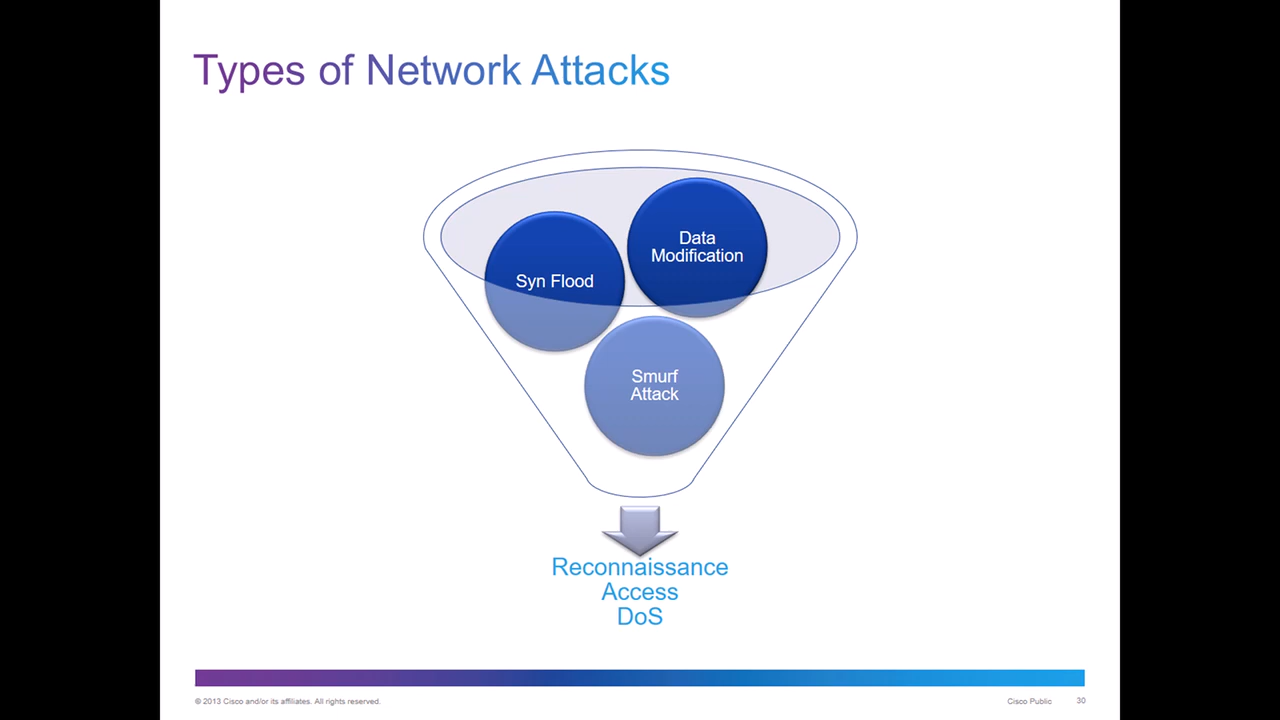 Types of Network Attacks
Data
Modification
Syn Flood
Smurf
Attack
Reconnaissance
Access
DoS
© 2013 Cisco and/or its affiliates. All rights reserved.
Cisco Public
30